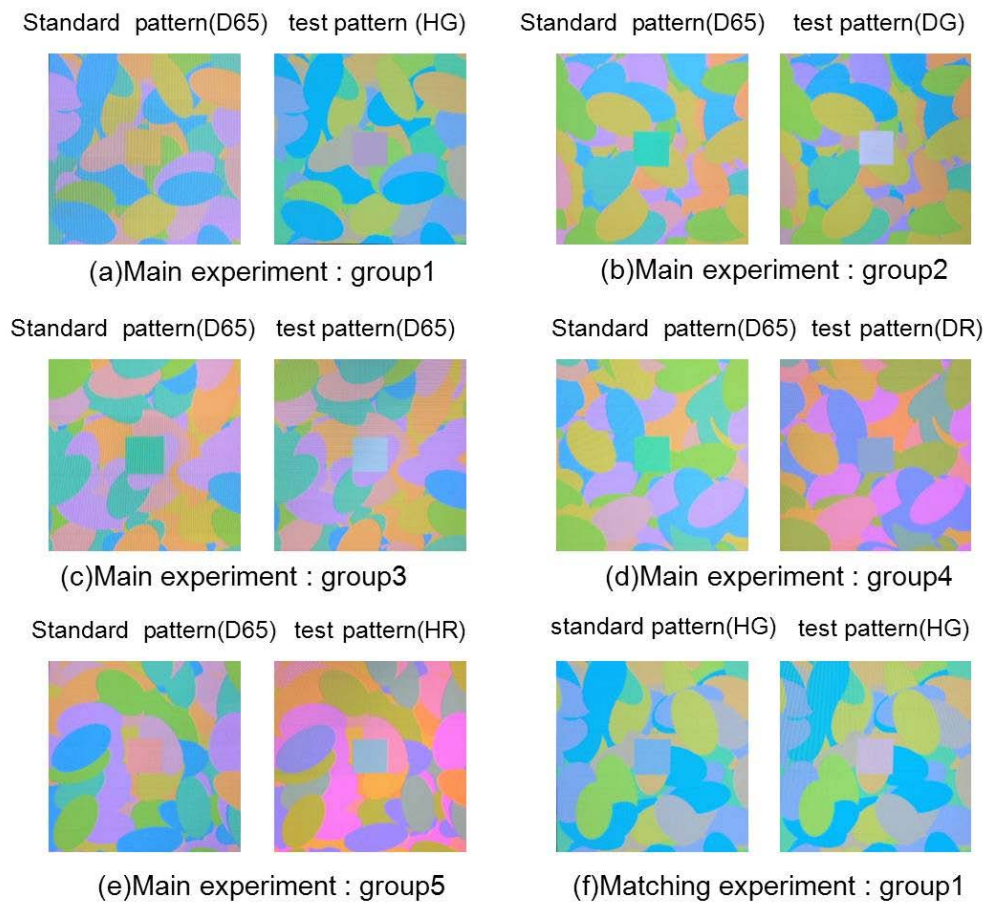 Standard pattern(D65) test pattern (HG)
Standard pattern(D65) test pattern(DG)
(a)Main experiment : group1
(b)Main experiment : group2
Standard pattern(D65) test pattern(D65)
Standard pattern(D65) test pattern(DR)
(c)Main experiment : group3
(d)Main experiment : group4
Standard pattern(D65) test pattern(HR)
standard pattern(HG) test pattern(HG)
(e)Main experiment : group5
(f)Matching experiment : group1